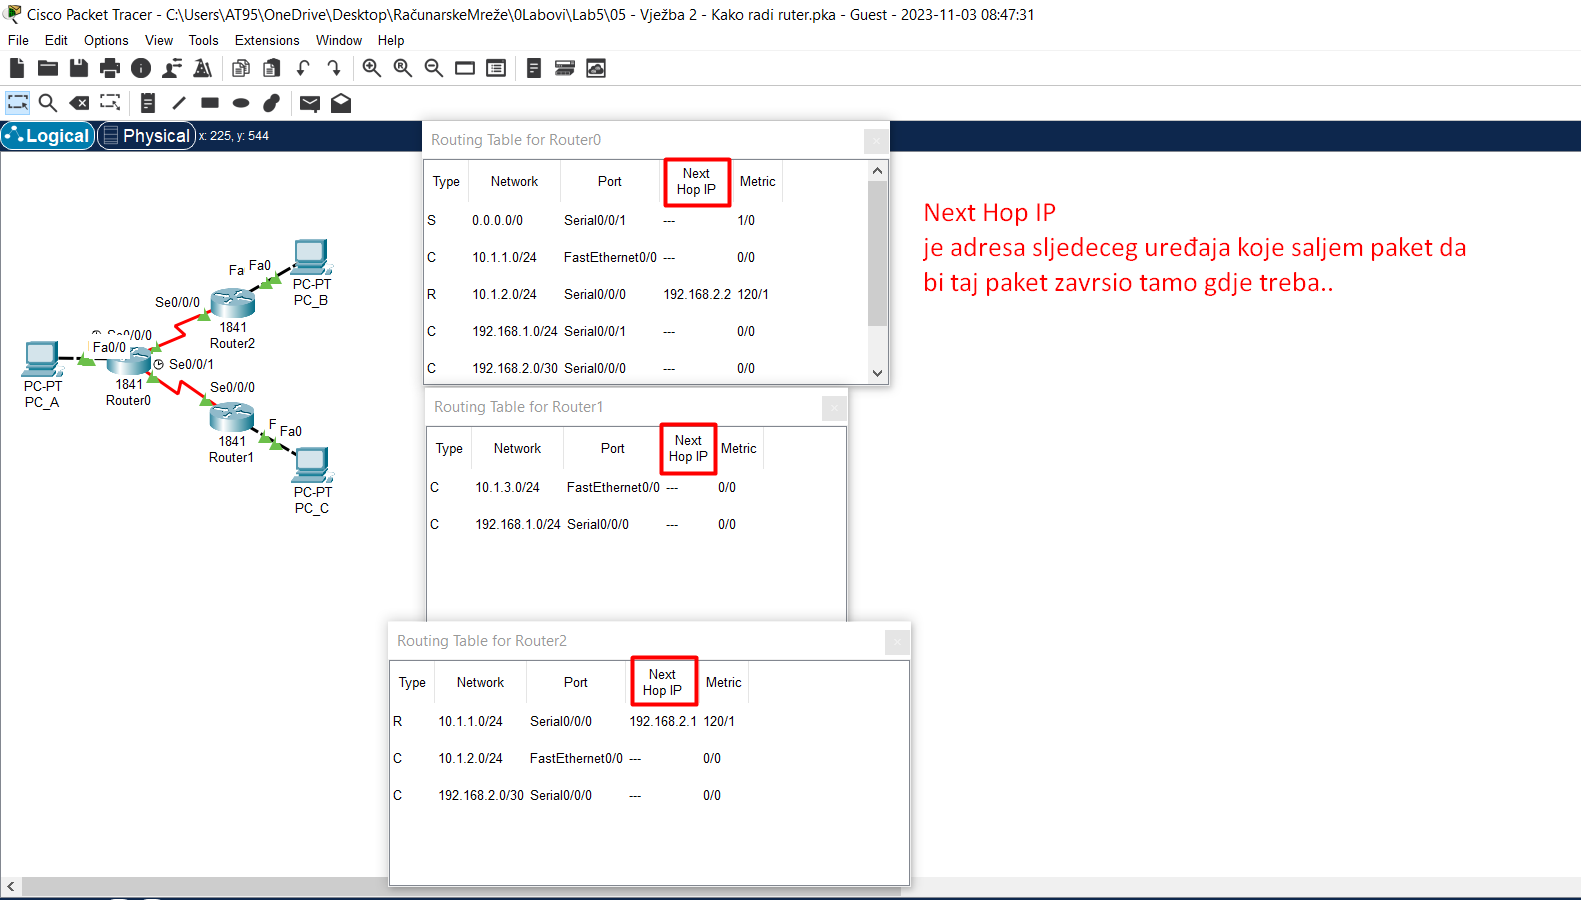 Cisco Packet Tracer - C:\Users\AT95\OneDrive\Desktop\RačunarskeMreže\0Labovi\Lab5\05 - Vježba 2 - Kako radi ruter.pka - Guest - 2023-11-03 08:47:31
File Edit Options View Tools Extensions Window Help
Logical Physical x: 225, y: 544
Routing Table for Router0
Type Network Port Next Hop IP Metric
S 0.0.0.0/0 Serial0/0/1 --- 1/0
C 10.1.1.0/24 FastEthernet0/0 --- 0/0
R 10.1.2.0/24 Serial0/0/0 192.168.2.2 120/1
C 192.168.1.0/24 Serial0/0/1 --- 0/0
C 192.168.2.0/30 Serial0/0/0 --- 0/0
Next Hop IP
je adresa sljedeceg uređaja koje saljem paket da
bi taj paket zavrsio tamo gdje treba..
Fa Fa0
PC-PT
PC_B
Se0/0/0
1841
Router2
Se0/0/0
Fa0/0
Se0/0/1
PC-PT
PC_A
1841
Router0
Se0/0/0
F Fa0
1841
Router1
PC-PT
PC_C
Routing Table for Router1
Type Network Port Next Hop IP Metric
C 10.1.3.0/24 FastEthernet0/0 --- 0/0
C 192.168.1.0/24 Serial0/0/0 --- 0/0
Routing Table for Router2
Type Network Port Next Hop IP Metric
R 10.1.1.0/24 Serial0/0/0 192.168.2.1 120/1
C 10.1.2.0/24 FastEthernet0/0 --- 0/0
C 192.168.2.0/30 Serial0/0/0 --- 0/0